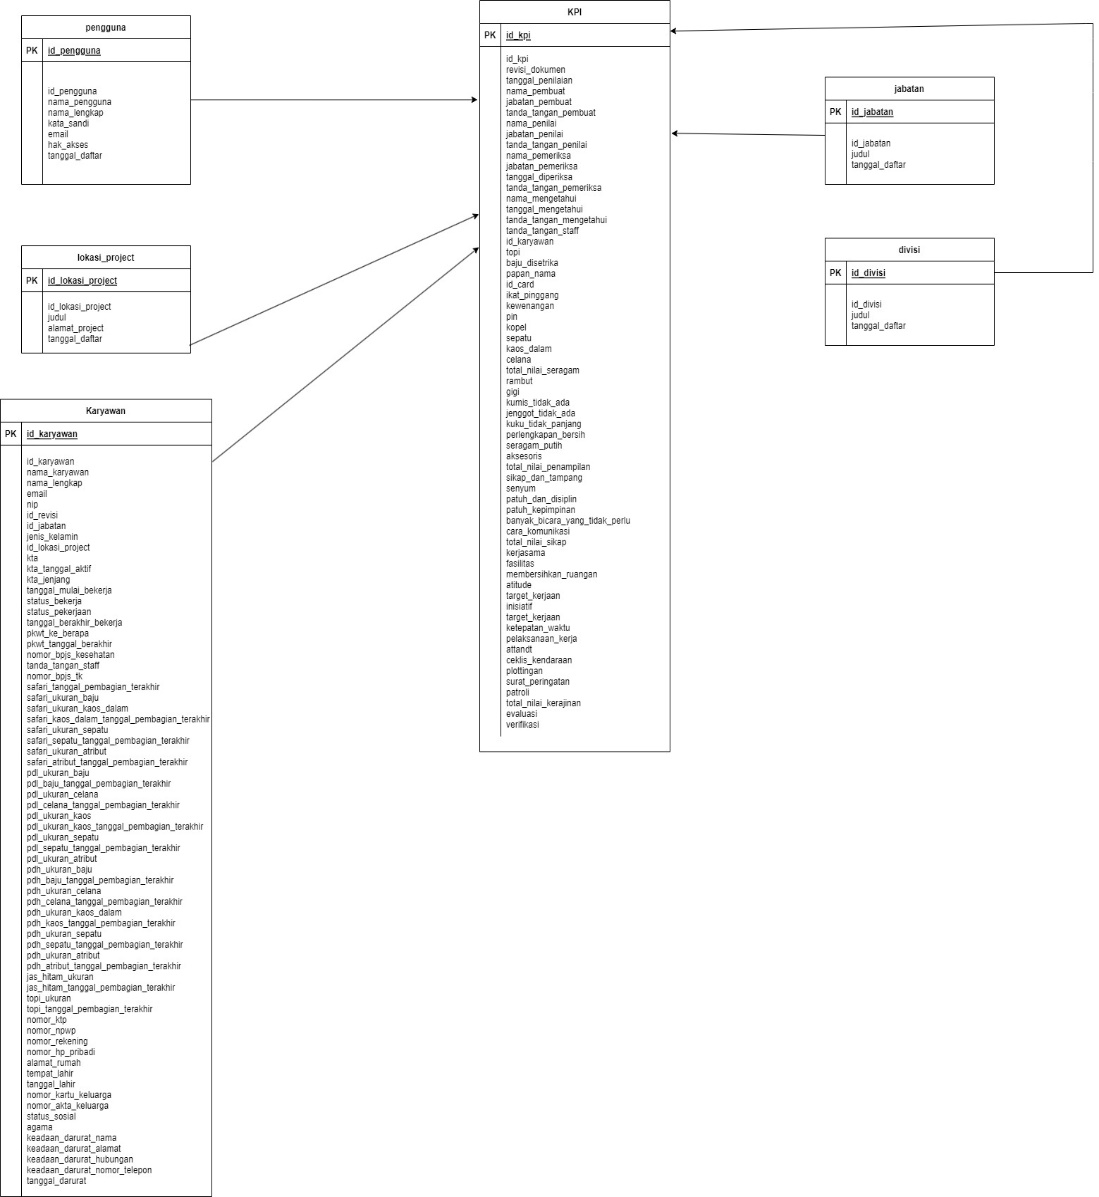 pengguna
PK id_pengguna
id_pengguna
nama_pengguna
nama_lengkap
kata_sandi
email
hak_akses
tanggal_daftar
lokasi_project
PK id_lokasi_project
id_lokasi_project
judul
alamat_project
tanggal_daftar
Karyawan
PK id_karyawan
id_karyawan
nama_karyawan
nama_lengkap
email
nip
id_revisi
id_jabatan
jenis_kelamin
id_lokasi_project
kta
kta_tanggal_aktif
kta_jenjang
tanggal_mulai_bekerja
status_bekerja
status_pekerjaan
tanggal_berakhir_bekerja
pkwt_ke_berapa
pkwt_tanggal_berakhir
nomor_bpjs_kesehatan
tanda_tangan_staff
nomor_bpjs_tk
safari_tanggal_pembagian_terakhir
safari_ukuran_baju
safari_ukuran_kaos_dalam
safari_kaos_dalam_tanggal_pembagian_terakhir
safari_ukuran_sepatu
safari_sepatu_tanggal_pembagian_terakhir
safari_ukuran_atribut
safari_atribut_tanggal_pembagian_terakhir
pdl_ukuran_baju
pdl_baju_tanggal_pembagian_terakhir
pdl_ukuran_celana
pdl_celana_tanggal_pembagian_terakhir
pdl_ukuran_kaos
pdl_ukuran_kaos_tanggal_pembagian_terakhir
pdl_ukuran_sepatu
pdl_sepatu_tanggal_pembagian_terakhir
pdl_ukuran_atribut
pdh_ukuran_baju
pdh_baju_tanggal_pembagian_terakhir
pdh_ukuran_celana
pdh_celana_tanggal_pembagian_terakhir
pdh_ukuran_kaos_dalam
pdh_kaos_tanggal_pembagian_terakhir
pdh_ukuran_sepatu
pdh_sepatu_tanggal_pembagian_terakhir
pdh_ukuran_atribut
pdh_atribut_tanggal_pembagian_terakhir
jas_hitam_ukuran
jas_hitam_tanggal_pembagian_terakhir
topi_ukuran
topi_tanggal_pembagian_terakhir
nomor_ktp
nomor_npwp
nomor_rekening
nomor_hp_pribadi
alamat_rumah
tempat_lahir
tanggal_lahir
nomor_kartu_keluarga
nomor_akta_keluarga
status_sosial
agama
keadaan_darurat_nama
keadaan_darurat_alamat
keadaan_darurat_hubungan
keadaan_darurat_nomor_telepon
tanggal_darurat
KPI
PK id_kpi
id_kpi
revisi_dokumen
tanggal_penilaian
nama_pembuat
jabatan_pembuat
tanda_tangan_pembuat
nama_penilai
jabatan_penilai
tanda_tangan_penilai
nama_pemeriksa
jabatan_pemeriksa
tanggal_diperiksa
tanda_tangan_pemeriksa
nama_mengetahui
tanggal_mengetahui
tanda_tangan_mengetahui
tanda_tangan_staff
id_karyawan
topi
baju_disetrika
papan_nama
id_card
ikat_pinggang
kewenangan
pin
kopel
sepatu
kaos_dalam
celana
total_nilai_seragam
rambut
gigi
kumis_tidak_ada
jenggot_tidak_ada
kuku_tidak_panjang
perlengkapan_bersih
seragam_putih
aksesoris
total_nilai_penampilan
sikap_dan_tampang
senyum
patuh_dan_disiplin
patuh_kepimpinan
banyak_bicara_yang_tidak_perlu
cara_komunikasi
total_nilai_sikap
kerjasama
fasilitas
membersihkan_ruangan
atitude
target_kerjaan
inisiatif
target_kerjaan
ketepatan_waktu
pelaksanaan_kerja
attandt
ceklis_kendaraan
plottingan
surat_peringatan
patroli
total_nilai_kerajinan
evaluasi
verifikasi
jabatan
PK id_jabatan
id_jabatan
judul
tanggal_daftar
divisi
PK id_divisi
id_divisi
judul
tanggal_daftar